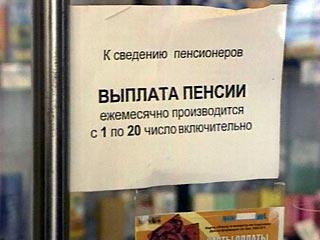 К сведению пенсионеров
ВЫПЛАТА ПЕНСИИ
ежемесячно производится
с 1 по 20 число включительно